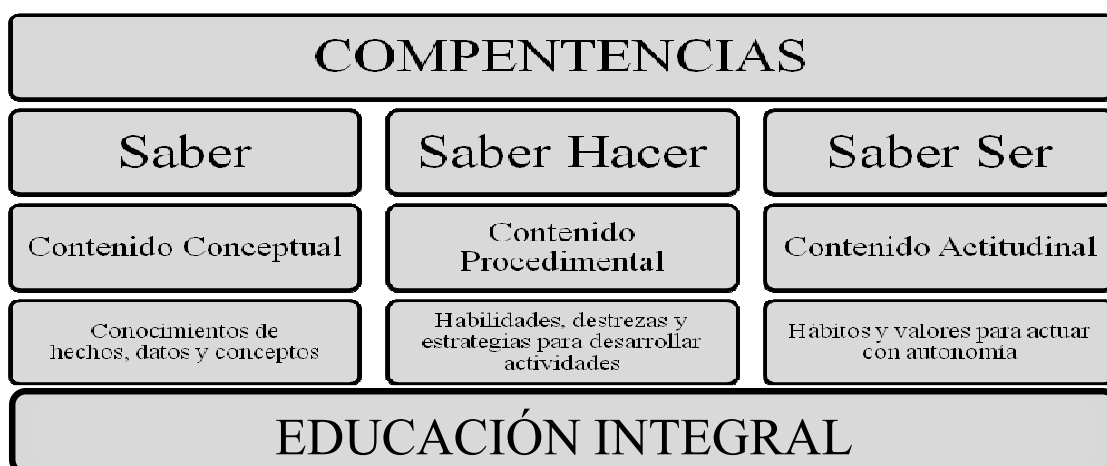 COMPENTENCIAS
Saber
Saber Hacer
Saber Ser
Contenido Conceptual
Contenido
Procedimental
Contenido Actitudinal
Conocimientos de
hechos, datos y conceptos
Habilidades, destrezas y
estrategias para desarrollar
actividades
Hábitos y valores para actuar
con autonomía
EDUCACIÓN INTEGRAL